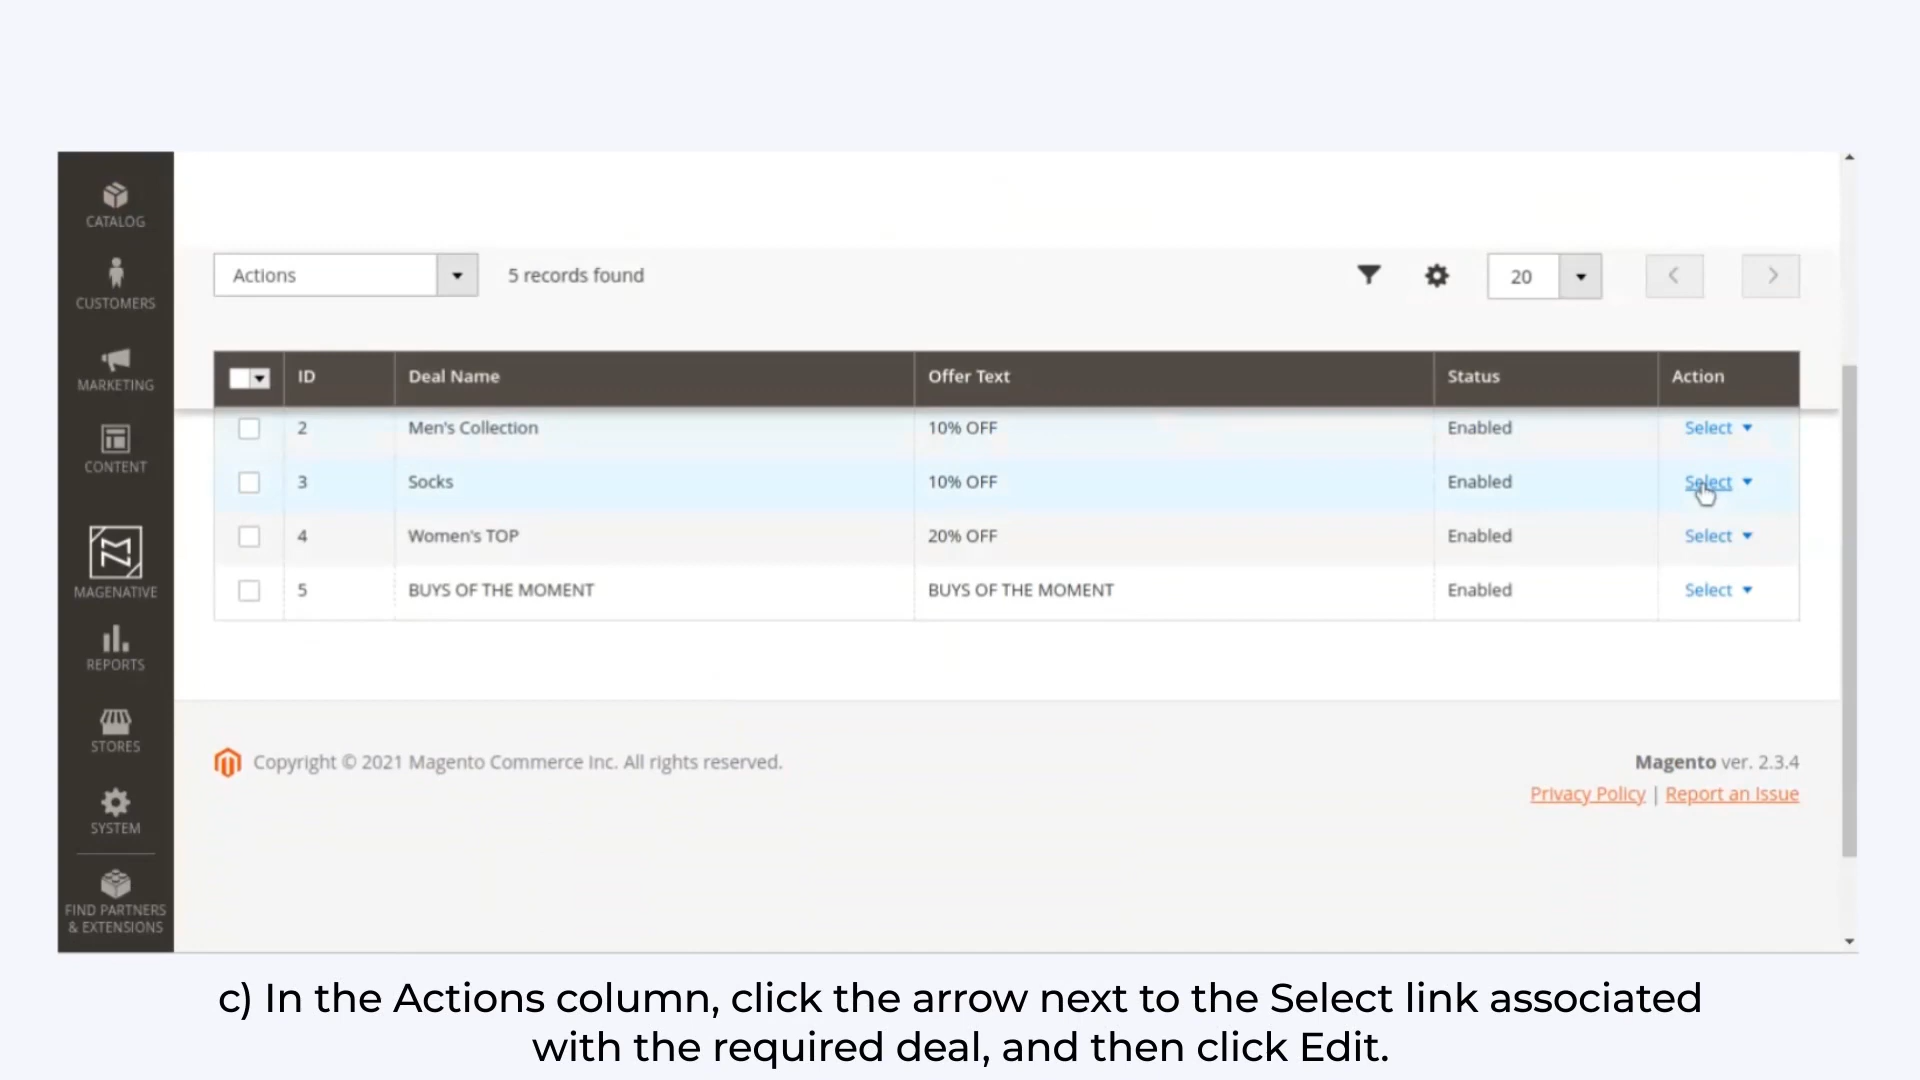 CATALOG
CUSTOMERS
MARKETING
CONTENT
MAGENATIVE
REPORTS
STORES
SYSTEM
FIND PARTNERS
& EXTENSIONS
Actions 5 records found 20
ID Deal Name Offer Text Status Action
2 Men's Collection 10% OFF Enabled Select
3 Socks 10% OFF Enabled Select
4 Women's TOP 20% OFF Enabled Select
5 BUYS OF THE MOMENT BUYS OF THE MOMENT Enabled Select
Copyright © 2021 Magento Commerce Inc. All rights reserved.
Magento ver. 2.3.4
Privacy Policy | Report an Issue
c) In the Actions column, click the arrow next to the Select link associated
with the required deal, and then click Edit.